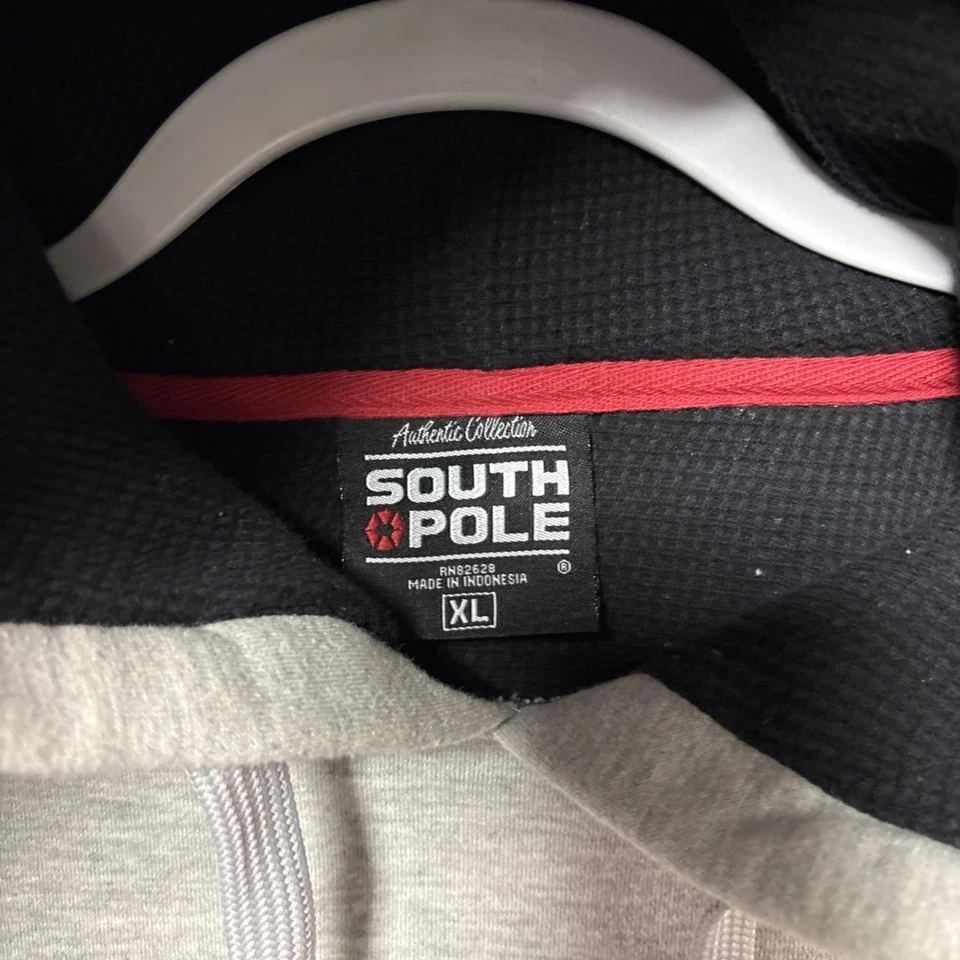 Authentic Collection
SOUTH
POLE
®
RN82628
MADE IN INDONESIA
XL